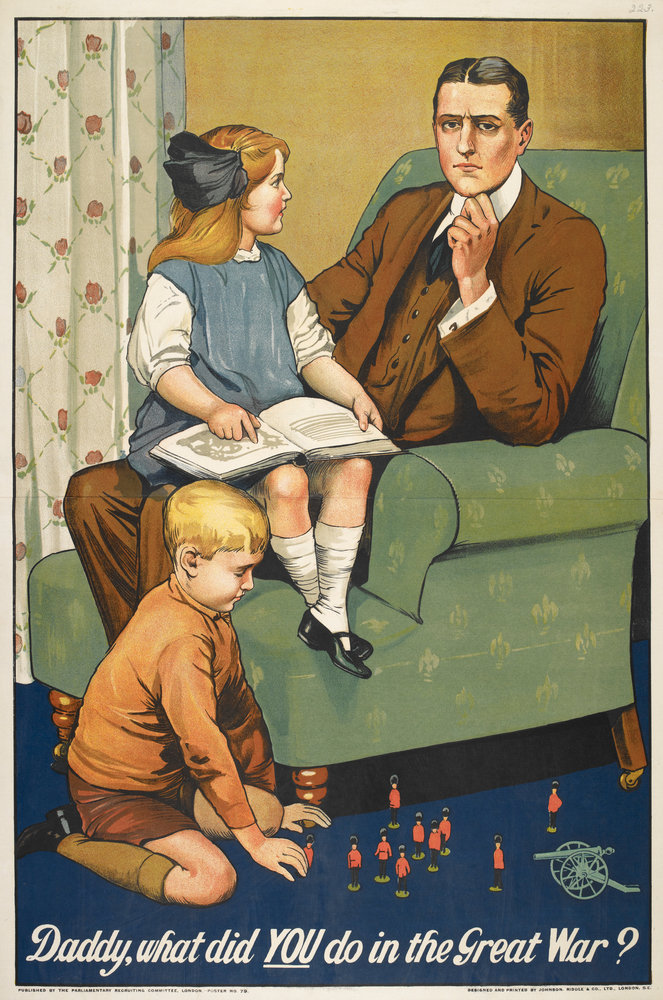 223.
Daddy, what did YOU do in the Great War?
PUBLISHED BY THE PARLIAMENTARY RECRUITING COMMITTEE, LONDON.-POSTER NO. 79.
DESIGNED AND PRINTED BY JOHNSON, RIDDLE & CO., LTD., LONDON, S.E.